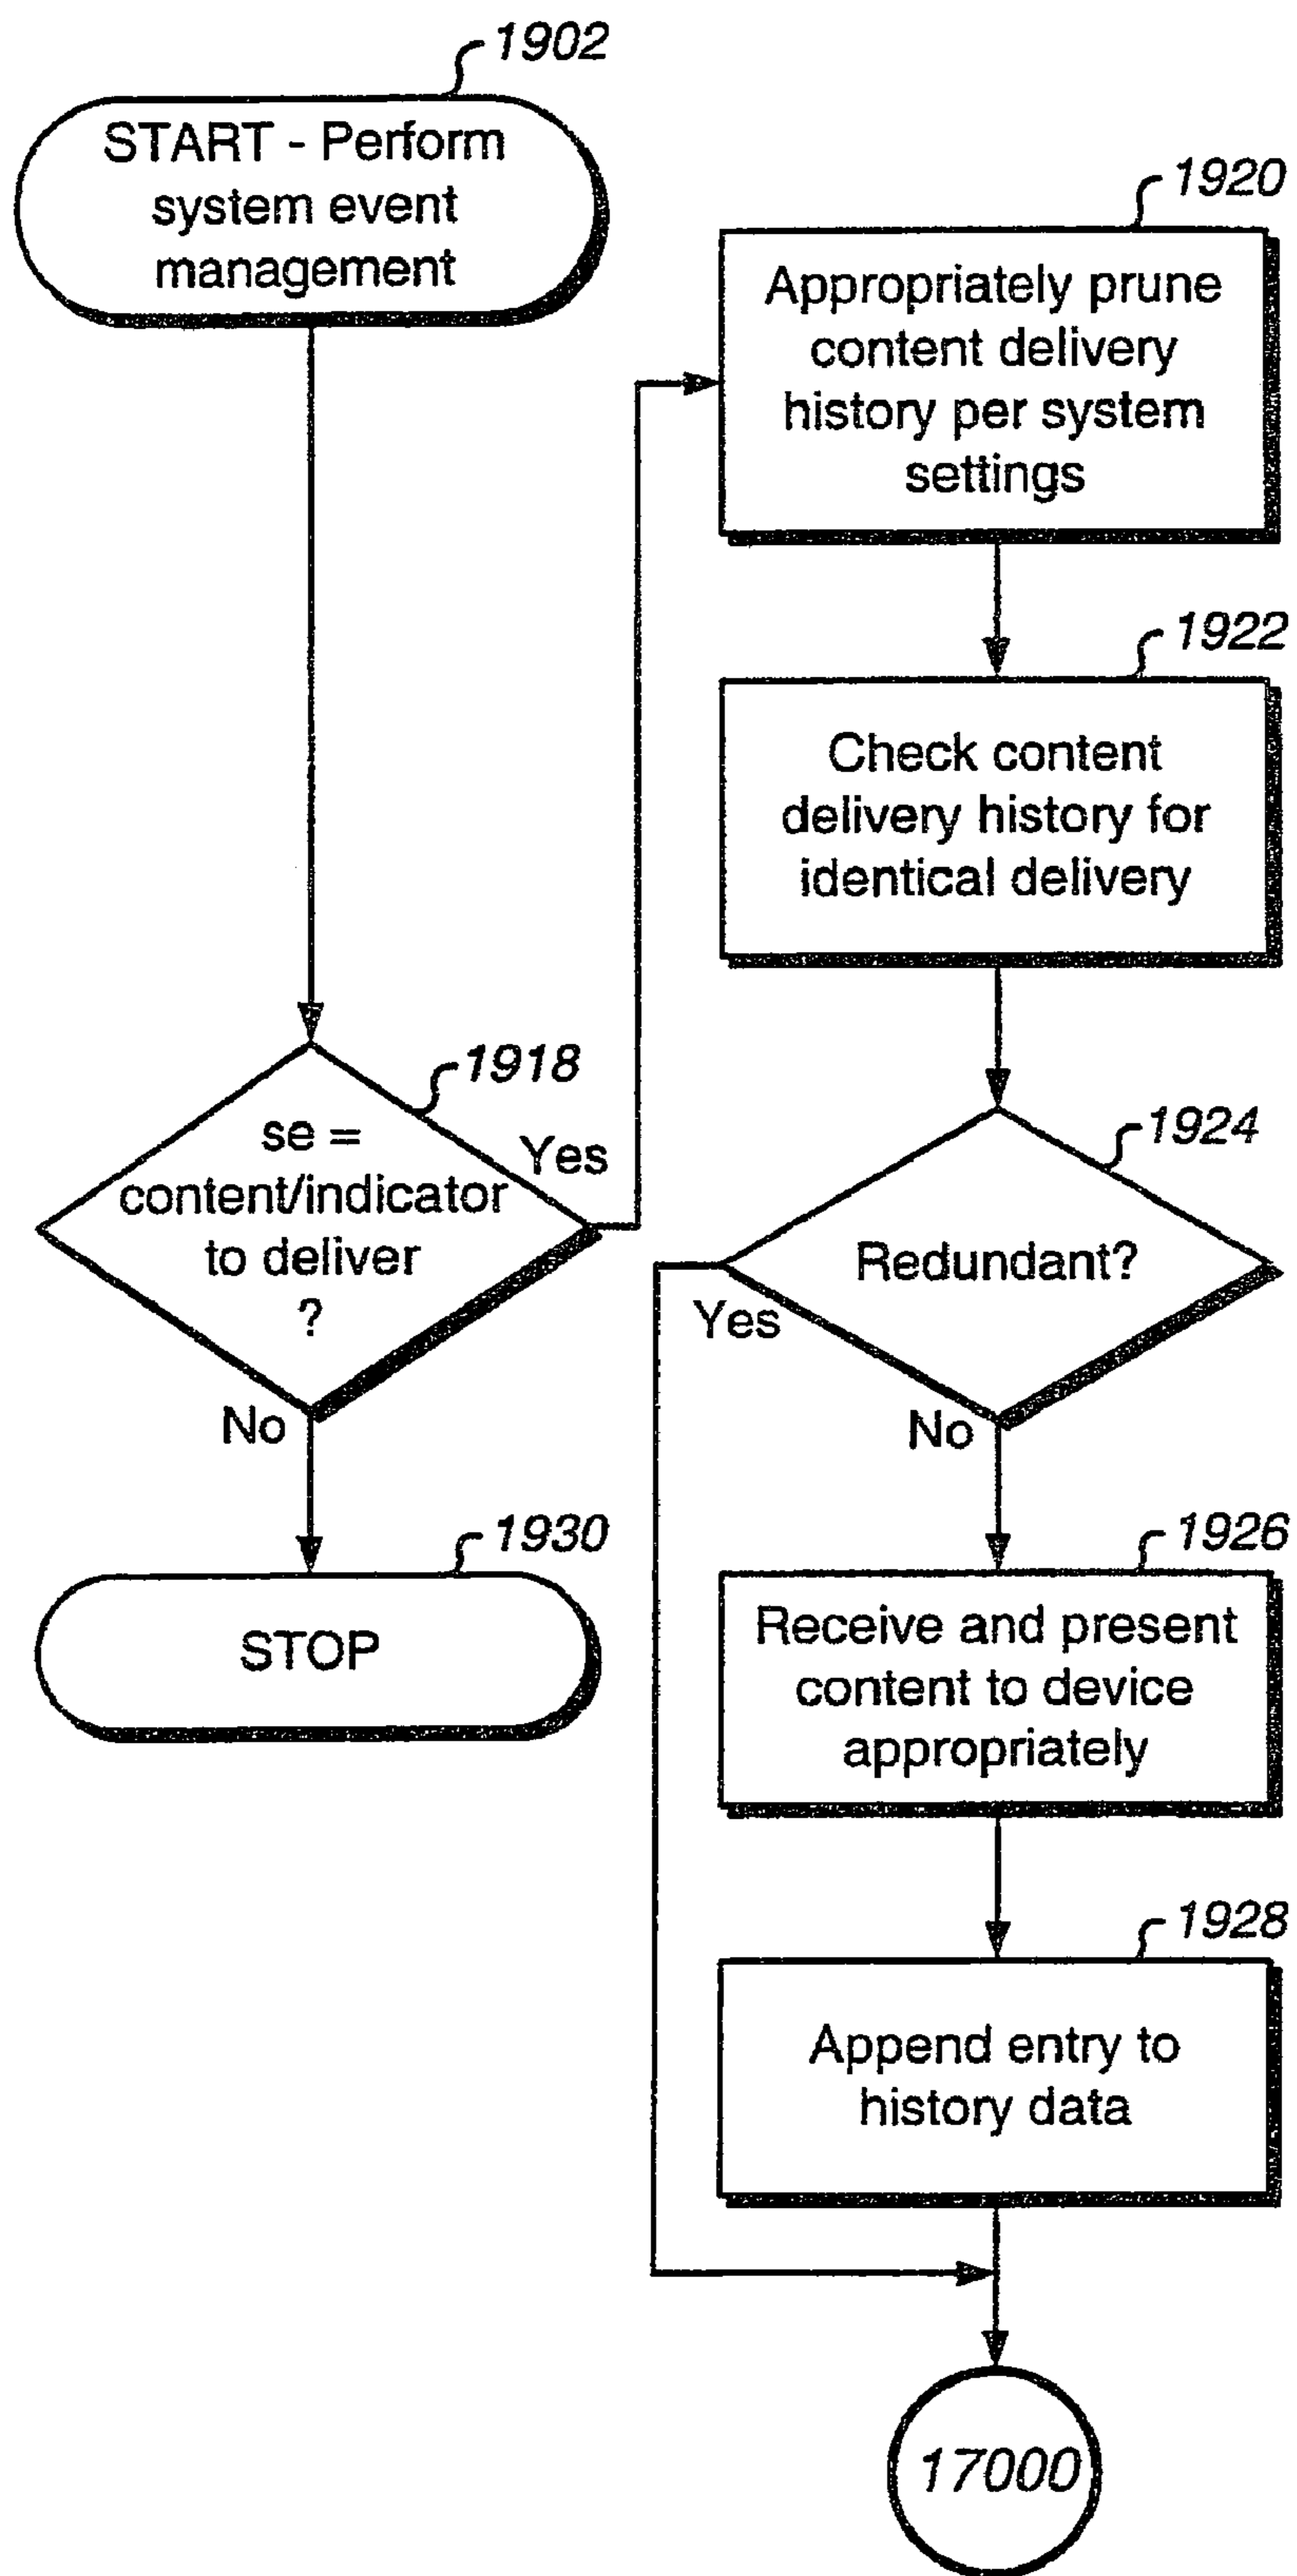 1902
START - Perform
system event
management
1918
se =
content/indicator
to deliver
?
Yes
No
1930
STOP
1920
Appropriately prune
content delivery
history per system
settings
1922
Check content
delivery history for
identical delivery
1924
Redundant?
Yes
No
1926
Receive and present
content to device
appropriately
1928
Append entry to
history data
17000